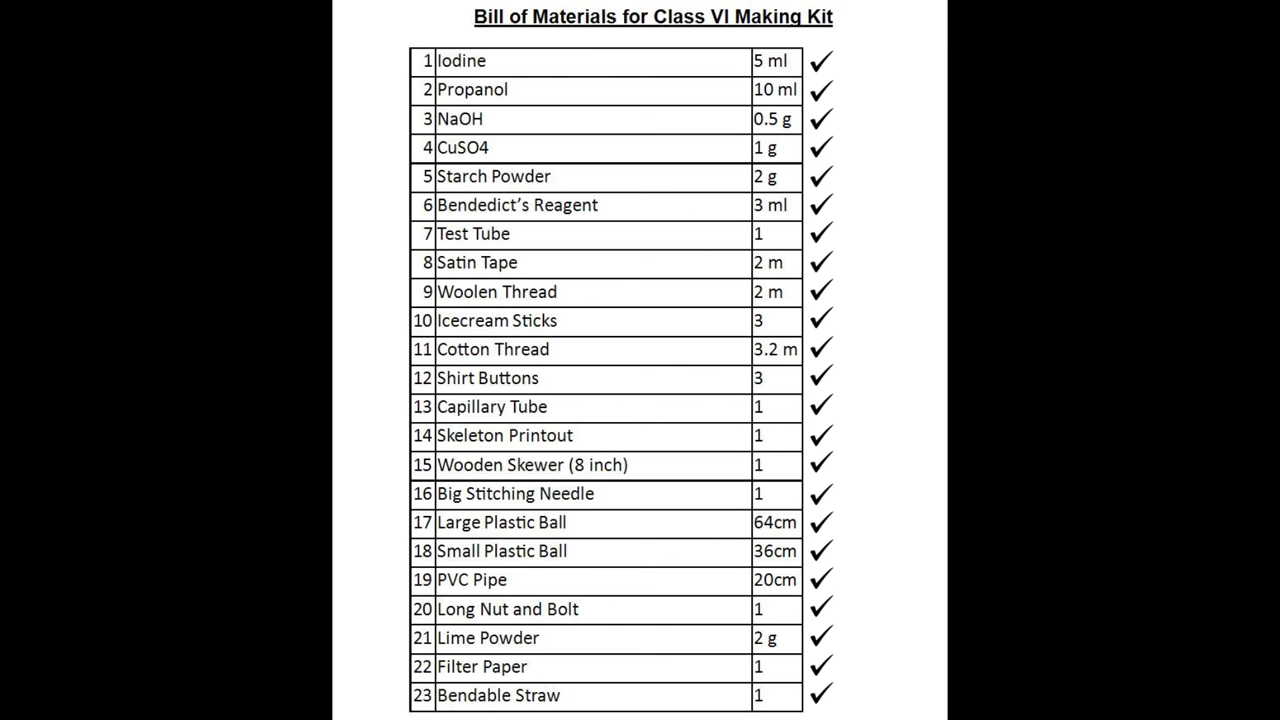 Bill of Materials for Class VI Making Kit
1 Iodine 5 ml ✓
2 Propanol 10 ml ✓
3 NaOH 0.5 g ✓
4 CuSO4 1 g ✓
5 Starch Powder 2 g ✓
6 Bendedict’s Reagent 3 ml ✓
7 Test Tube 1 ✓
8 Satin Tape 2 m ✓
9 Woolen Thread 2 m ✓
10 Icecream Sticks 3 ✓
11 Cotton Thread 3.2 m ✓
12 Shirt Buttons 3 ✓
13 Capillary Tube 1 ✓
14 Skeleton Printout 1 ✓
15 Wooden Skewer (8 inch) 1 ✓
16 Big Stitching Needle 1 ✓
17 Large Plastic Ball 64cm ✓
18 Small Plastic Ball 36cm ✓
19 PVC Pipe 20cm ✓
20 Long Nut and Bolt 1 ✓
21 Lime Powder 2 g ✓
22 Filter Paper 1 ✓
23 Bendable Straw 1 ✓